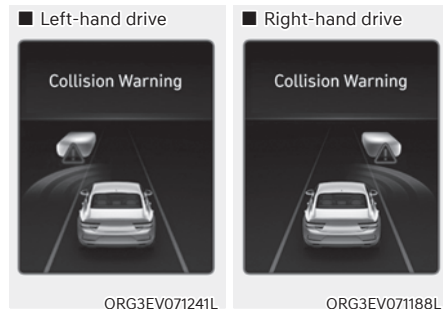 ■ Left-hand drive
Collision Warning
ORG3EV071241L
■ Right-hand drive
Collision Warning
ORG3EV071188L